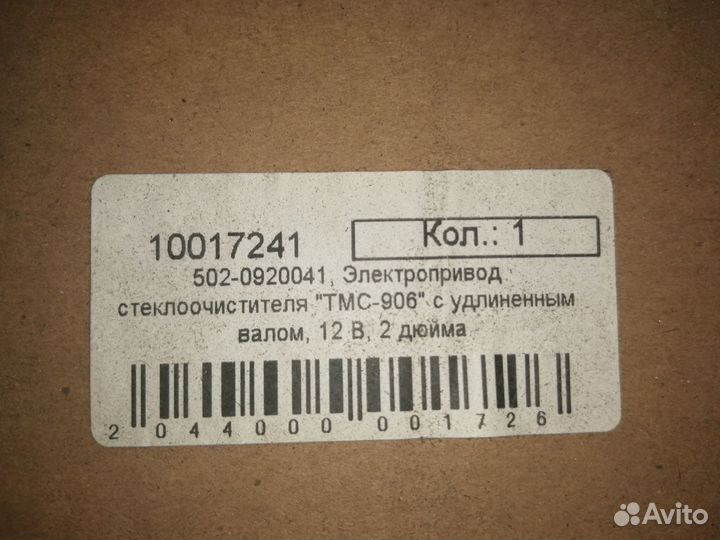 10017241
Кол.: 1
502-0920041, Электропривод
стеклоочистителя "ТМС-906" с удлиненным
валом, 12 В, 2 дюйма
2 044000 001726
Avito